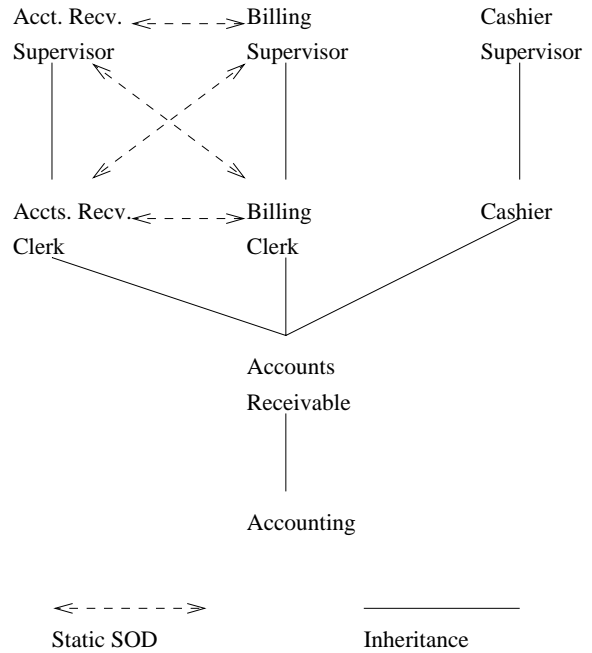 Acct. Recv. Billing Cashier
Supervisor Supervisor Supervisor
Accts. Recv. Billing Cashier
Clerk Clerk
Accounts
Receivable
Accounting
Static SOD Inheritance